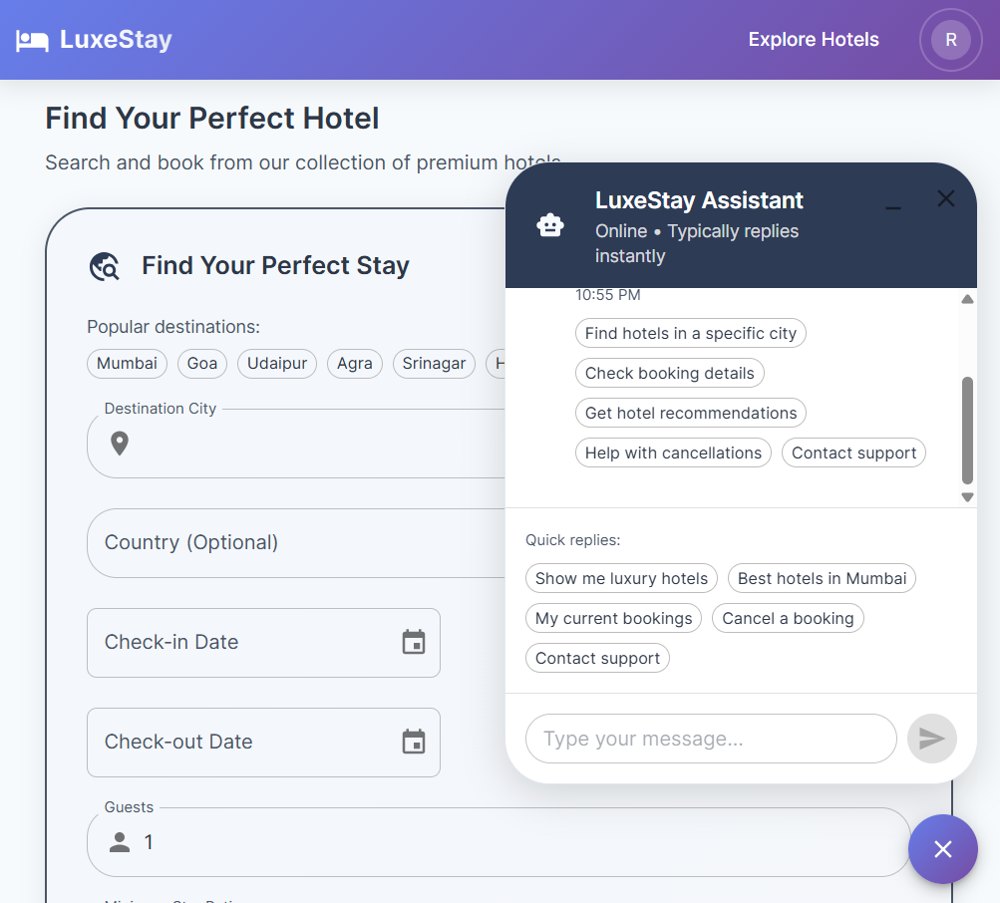 LuxeStay
Explore Hotels
R
Find Your Perfect Hotel
Search and book from our collection of premium hotels
Find Your Perfect Stay
Popular destinations:
Mumbai Goa Udaipur Agra Srinagar H
Destination City
Country (Optional)
Check-in Date
Check-out Date
Guests
1
LuxeStay Assistant
Online • Typically replies
instantly
10:55 PM
Find hotels in a specific city
Check booking details
Get hotel recommendations
Help with cancellations Contact support
Quick replies:
Show me luxury hotels Best hotels in Mumbai
My current bookings Cancel a booking
Contact support
Type your message...